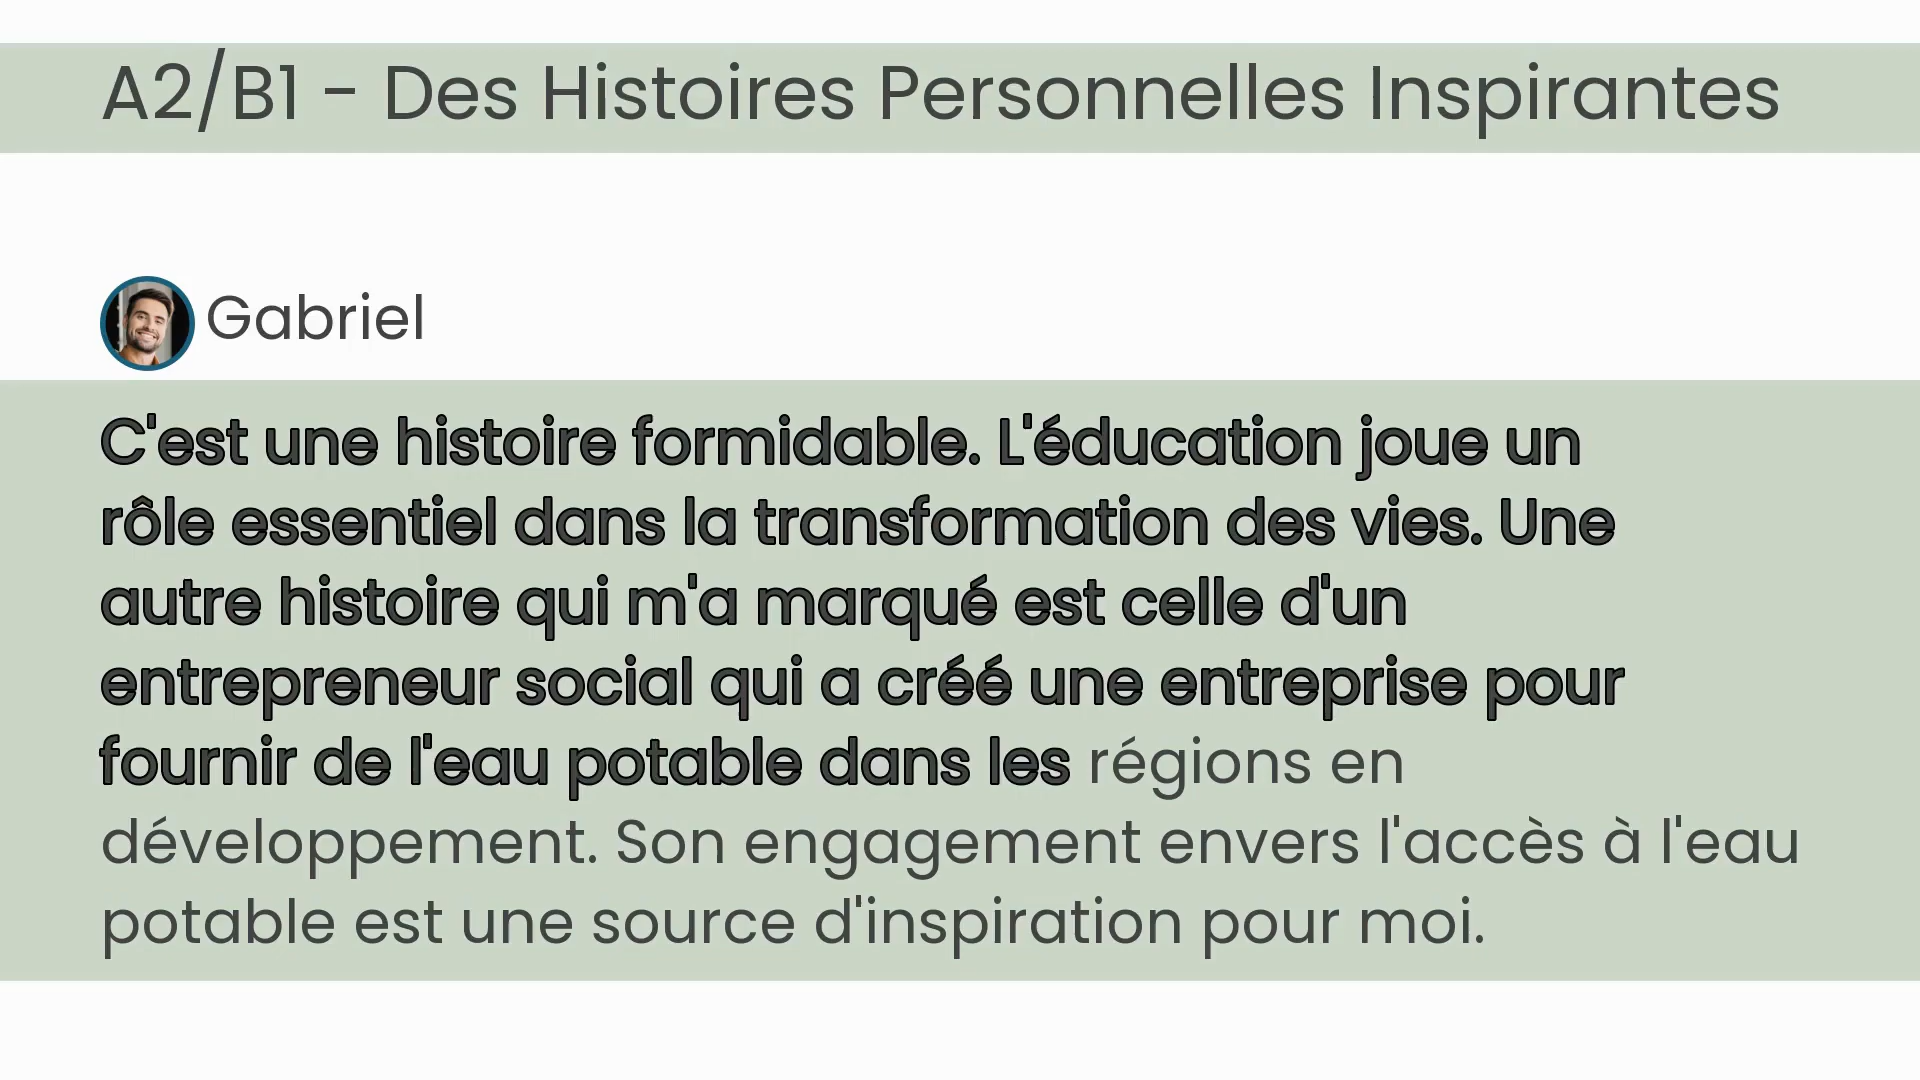 A2/B1 - Des Histoires Personnelles Inspirantes
Gabriel
C'est une histoire formidable. L'éducation joue un
rôle essentiel dans la transformation des vies. Une
autre histoire qui m'a marqué est celle d'un
entrepreneur social qui a créé une entreprise pour
fournir de l'eau potable dans les régions en
développement. Son engagement envers l'accès à l'eau
potable est une source d'inspiration pour moi.